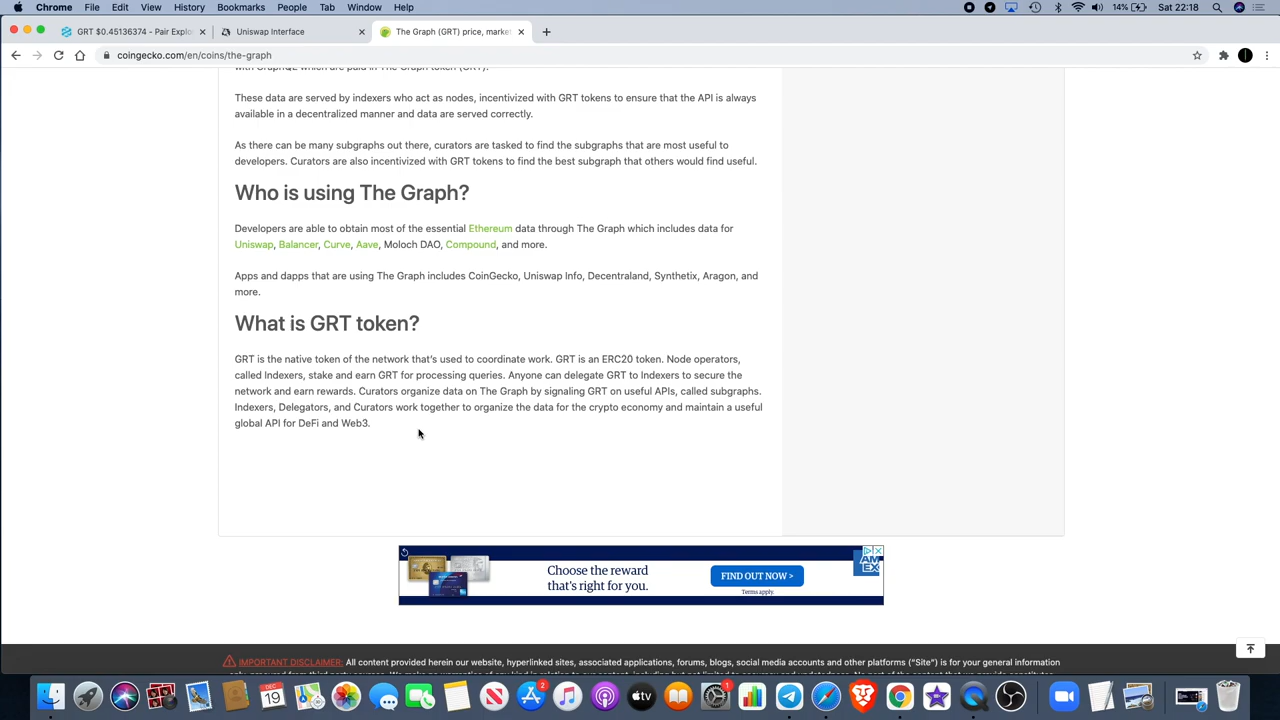 Chrome File Edit View History Bookmarks People Tab Window Help 14% Sat 22:18
GRT $0.45136374 - Pair Explo Uniswap Interface The Graph (GRT) price, market
coingecko.com/en/coins/the-graph
with GraphQL which are paid in The Graph token (GRT).
These data are served by indexers who act as nodes, incentivized with GRT tokens to ensure that the API is always
available in a decentralized manner and data are served correctly.
As there can be many subgraphs out there, curators are tasked to find the subgraphs that are most useful to
developers. Curators are also incentivized with GRT tokens to find the best subgraph that others would find useful.
Who is using The Graph?
Developers are able to obtain most of the essential Ethereum data through The Graph which includes data for
Uniswap, Balancer, Curve, Aave, Moloch DAO, Compound, and more.
Apps and dapps that are using The Graph includes CoinGecko, Uniswap Info, Decentraland, Synthetix, Aragon, and
more.
What is GRT token?
GRT is the native token of the network that's used to coordinate work. GRT is an ERC20 token. Node operators,
called Indexers, stake and earn GRT for processing queries. Anyone can delegate GRT to Indexers to secure the
network and earn rewards. Curators organize data on The Graph by signaling GRT on useful APIs, called subgraphs.
Indexers, Delegators, and Curators work together to organize the data for the crypto economy and maintain a useful
global API for DeFi and Web3.
Choose the reward
that's right for you.
FIND OUT NOW >
Terms apply.
AM
EX
IMPORTANT DISCLAIMER: All content provided herein our website, hyperlinked sites, associated applications, forums, blogs, social media accounts and other platforms ("Site") is for your general information
DEC
19
2
tv
1